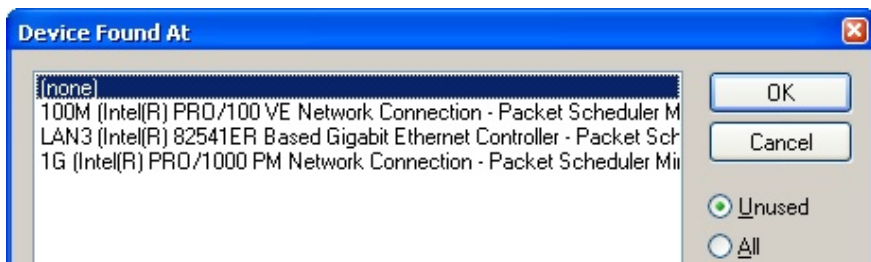 Device Found At
(none)
100M (Intel(R) PRO/100 VE Network Connection - Packet Scheduler M
LAN3 (Intel(R) 82541ER Based Gigabit Ethernet Controller - Packet Sch
1G (Intel(R) PRO/1000 PM Network Connection - Packet Scheduler Min
OK
Cancel
Unused
All